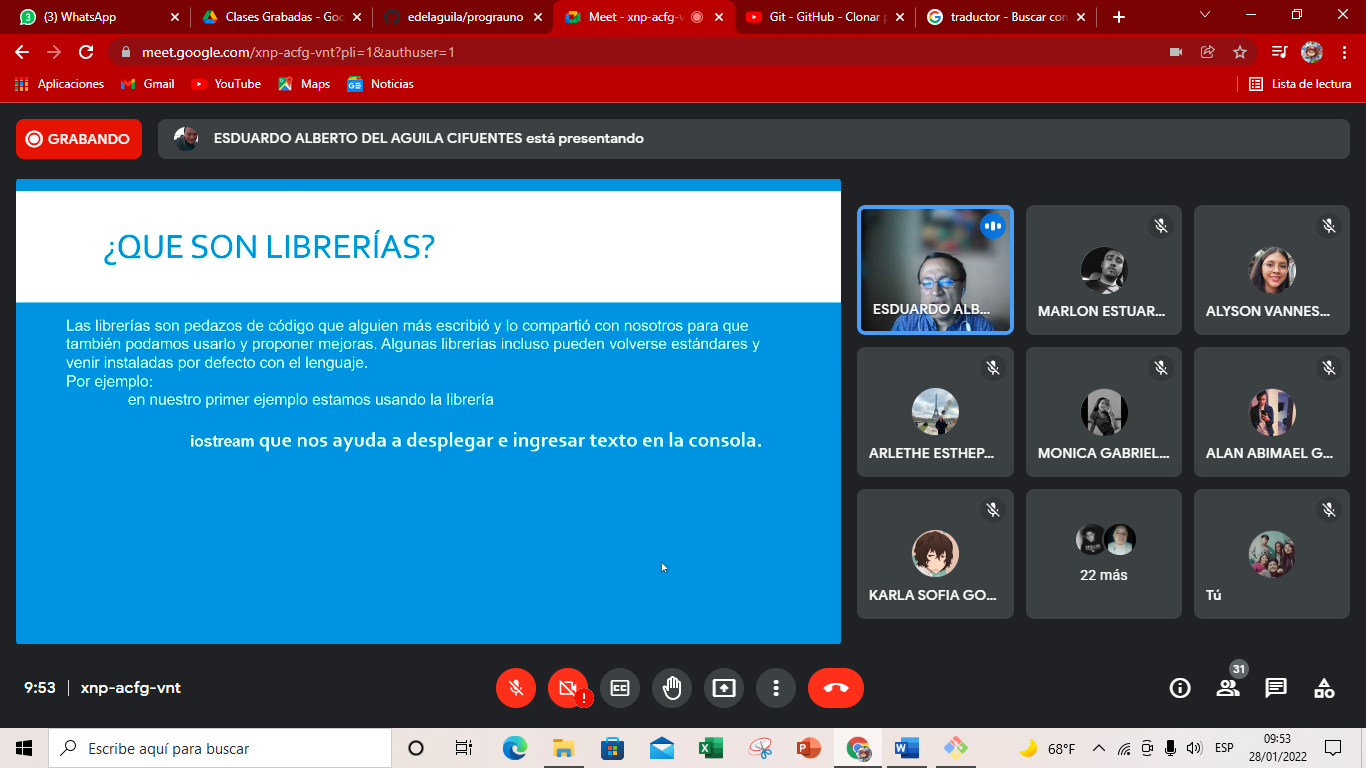 (3) WhatsApp
Clases Grabadas - Goo
edelaguila/prograuno
Meet - xnp-acfg-v
Git - GitHub - Clonar p
traductor - Buscar con
meet.google.com/xnp-acfg-vnt?pli=1&authuser=1
Aplicaciones
Gmail
YouTube
Maps
Noticias
Lista de lectura
GRABANDO
ESDUARDO ALBERTO DEL AGUILA CIFUENTES está presentando
¿QUE SON LIBRERÍAS?
Las librerías son pedazos de código que alguien más escribió y lo compartió con nosotros para que
también podamos usarlo y proponer mejoras. Algunas librerías incluso pueden volverse estándares y
venir instaladas por defecto con el lenguaje.
Por ejemplo:
en nuestro primer ejemplo estamos usando la librería
iostream que nos ayuda a desplegar e ingresar texto en la consola.
ESDUARDO ALB...
MARLON ESTUAR...
ALYSON VANNES...
ARLETHE ESTHEP...
MONICA GABRIEL...
ALAN ABIMAEL G...
KARLA SOFIA GO...
22 más
Tú
9:53 | xnp-acfg-vnt
31
Escribe aquí para buscar
68°F
ESP
09:53
28/01/2022